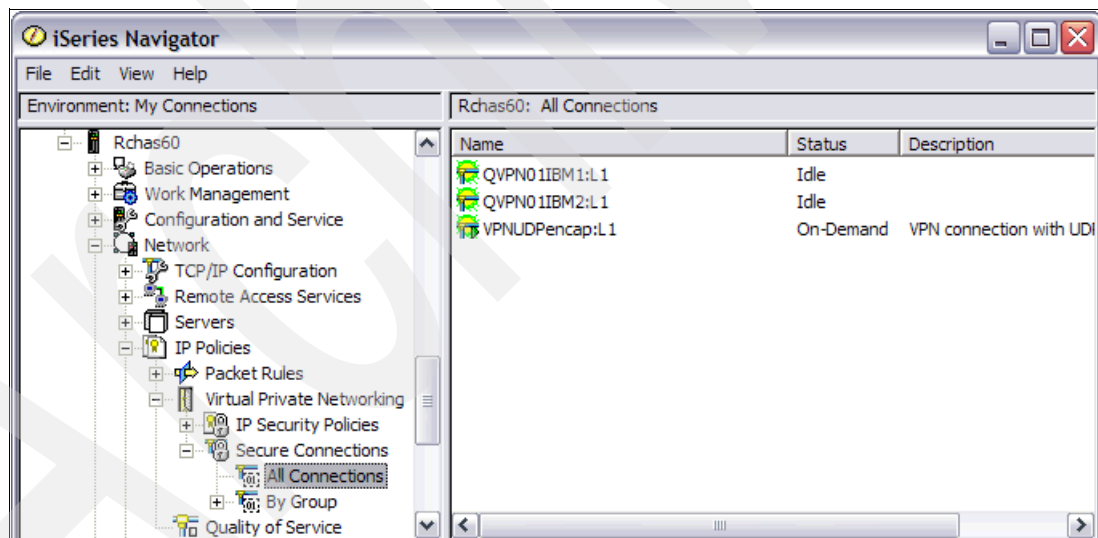 iSeries Navigator
File Edit View Help
Environment: My Connections
Rchas60: All Connections
Rchas60
Basic Operations
Work Management
Configuration and Service
Network
TCP/IP Configuration
Remote Access Services
Servers
IP Policies
Packet Rules
Virtual Private Networking
IP Security Policies
Secure Connections
All Connections
By Group
Quality of Service
Name Status Description
QVPN01IBM1:L1 Idle
QVPN01IBM2:L1 Idle
VPNUDPencap:L1 On-Demand VPN connection with